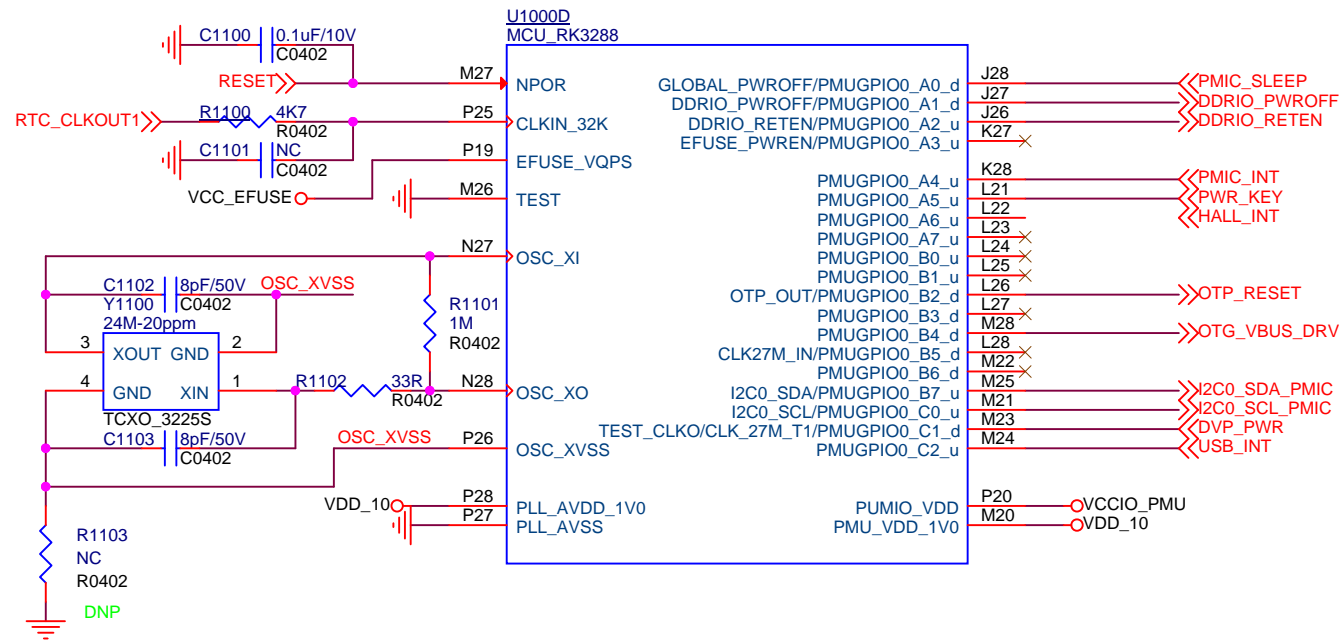 U1000D
MCU_RK3288
C1100 0.1uF/10V
C0402
RESET
M27 NPOR
RTC_CLKOUT1
R1100 4K7
R0402
P25 CLKIN_32K
C1101 NC
C0402
P19 EFUSE_VQPS
VCC_EFUSE
M26 TEST
N27 OSC_XI
C1102 8pF/50V OSC_XVSS
C0402
Y1100
24M-20ppm
3 XOUT GND 2
4 GND XIN 1
TCXO_3225S
R1101
1M
R0402
R1102 33R
R0402
N28 OSC_XO
C1103 8pF/50V
C0402
OSC_XVSS P26 OSC_XVSS
VDD_10 P28 PLL_AVDD_1V0
P27 PLL_AVSS
R1103
NC
R0402
DNP
GLOBAL_PWROFF/PMUGPIO0_A0_d J28 PMIC_SLEEP
DDRIO_PWROFF/PMUGPIO0_A1_d J27 DDRIO_PWROFF
DDRIO_RETEN/PMUGPIO0_A2_u J26 DDRIO_RETEN
EFUSE_PWREN/PMUGPIO0_A3_u K27
PMUGPIO0_A4_u K28 PMIC_INT
PMUGPIO0_A5_u L21 PWR_KEY
PMUGPIO0_A6_u L22 HALL_INT
PMUGPIO0_A7_u L23
PMUGPIO0_B0_u L24
PMUGPIO0_B1_u L25
OTP_OUT/PMUGPIO0_B2_d L26 OTP_RESET
PMUGPIO0_B3_d L27
PMUGPIO0_B4_d M28 OTG_VBUS_DRV
CLK27M_IN/PMUGPIO0_B5_d L28
PMUGPIO0_B6_d M22
I2C0_SDA/PMUGPIO0_B7_u M25 I2C0_SDA_PMIC
I2C0_SCL/PMUGPIO0_C0_u M21 I2C0_SCL_PMIC
TEST_CLKO/CLK_27M_T1/PMUGPIO0_C1_d M23 DVP_PWR
PMUGPIO0_C2_u M24 USB_INT
PUMIO_VDD P20 VCCIO_PMU
PMU_VDD_1V0 M20 VDD_10